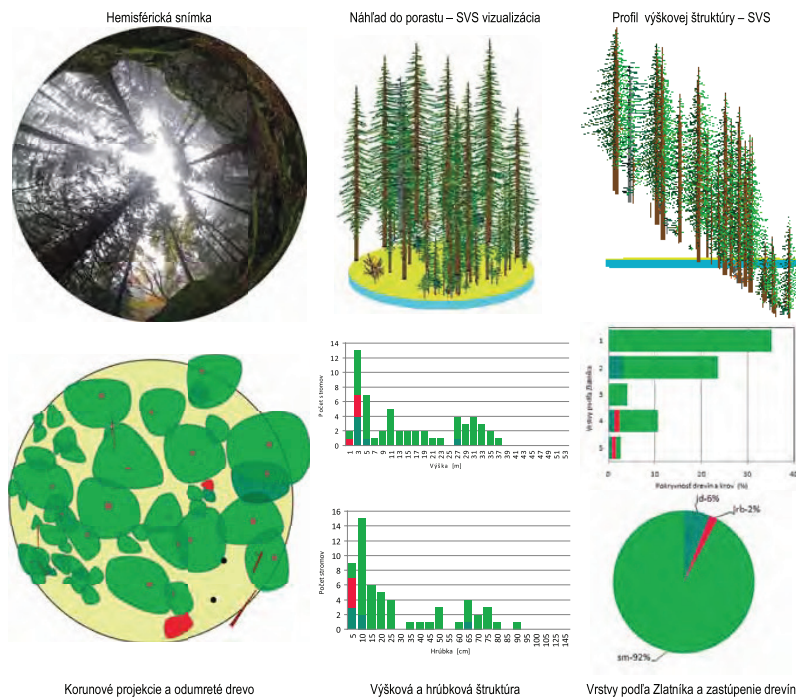 Hemisférická snímka
Náhľad do porastu – SVS vizualizácia
Profil výškovej štruktúry – SVS
Počet stromov
14
12
10
8
6
4
2
0
1 3 5 7 9 11 13 15 17 19 21 23 25 27 29 31 33 35 37 39 41 43 45 47 49 51 53
Výška [m]
Vrstvy podľa Zlatníka
1
2
3
4
5
0 10 20 30 40
Pokryvnosť drevín a krov (%)
Počet stromov
16
14
12
10
8
6
4
2
0
5 10 15 20 25 30 35 40 45 50 55 60 65 70 75 80 85 90 95 100 105 115 125 135 145
Hrúbka [cm]
jd-6%
jrb-2%
sm-92%
Korunové projekcie a odumreté drevo
Výšková a hrúbková štruktúra
Vrstvy podľa Zlatníka a zastúpenie drevín